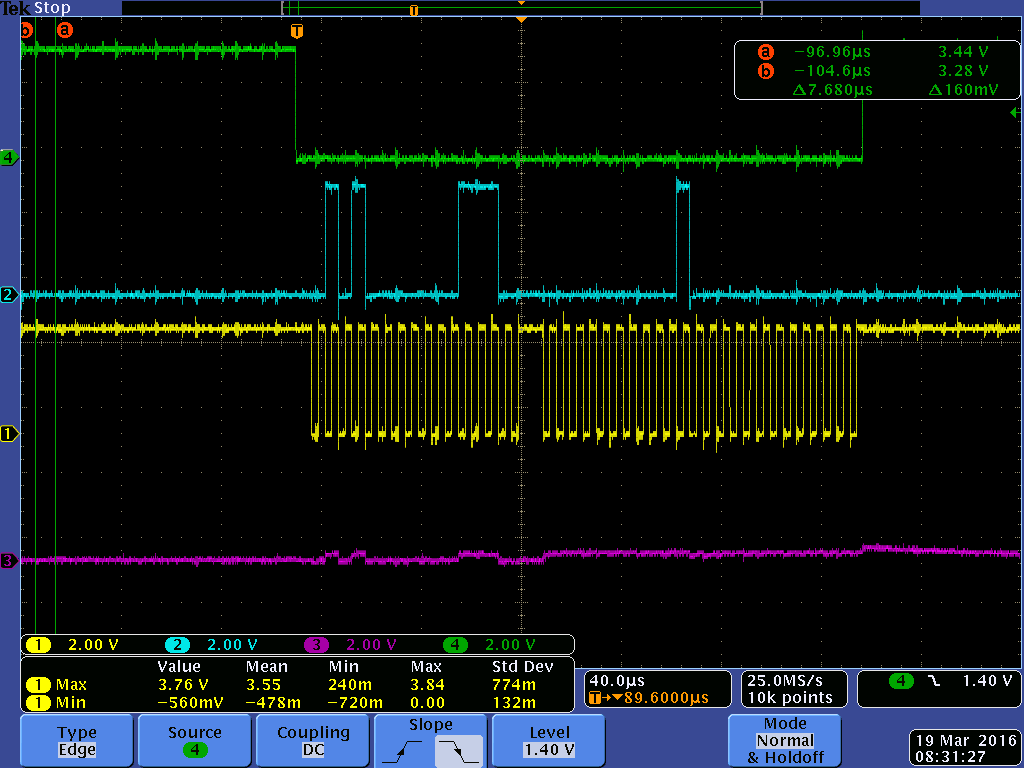 Tek Stop
T
b a T
a −96.96µs 3.44 V
b −104.6µs 3.28 V
Δ7.680µs Δ160mV
4
2
1
3
1 2.00 V 2 2.00 V 3 2.00 V 4 2.00 V
Value Mean Min Max Std Dev
1 Max 3.76 V 3.55 240m 3.84 774m
1 Min −560mV −478m −720m 0.00 132m
40.0µs
T→▼89.6000µs
25.0MS/s
10k points
4 1.40 V
Type
Edge
Source
4
Coupling
DC
Slope
Level
1.40 V
Mode
Normal
& Holdoff
19 Mar 2016
08:31:27